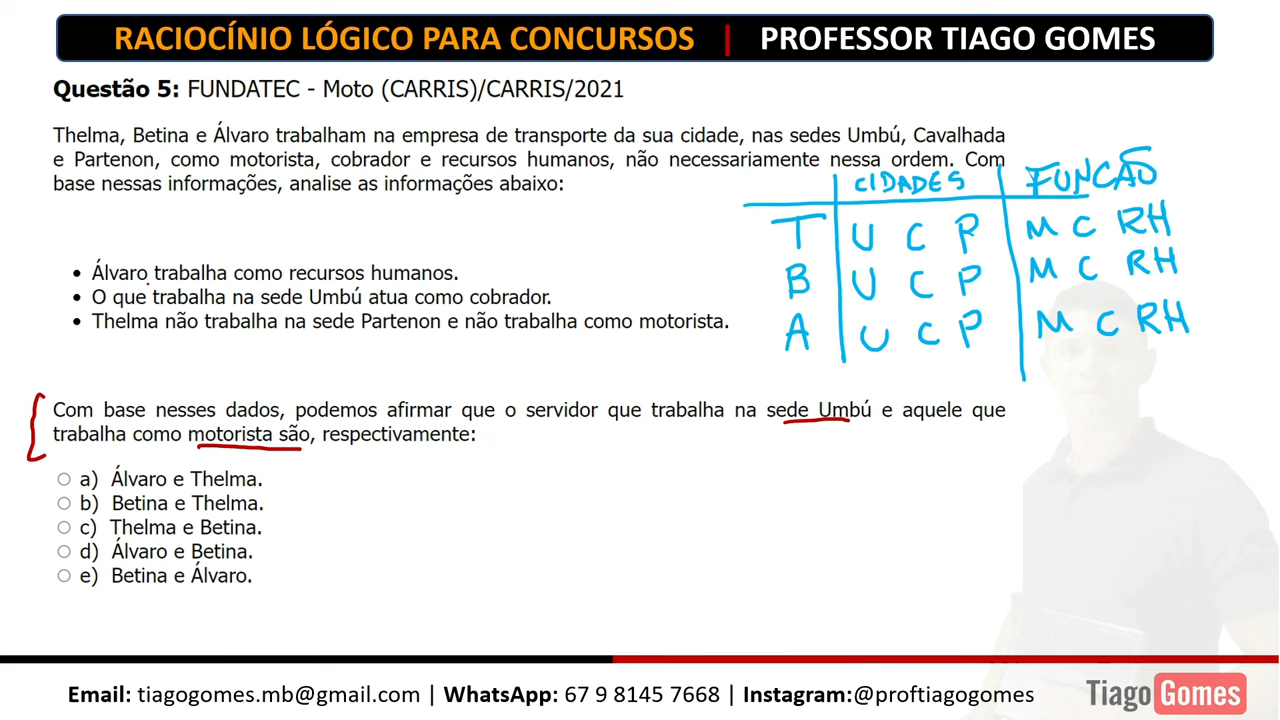 RACIOCÍNIO LÓGICO PARA CONCURSOS | PROFESSOR TIAGO GOMES
Questão 5: FUNDATEC - Moto (CARRIS)/CARRIS/2021
Thelma, Betina e Álvaro trabalham na empresa de transporte da sua cidade, nas sedes Umbú, Cavalhada
e Partenon, como motorista, cobrador e recursos humanos, não necessariamente nessa ordem. Com
base nessas informações, analise as informações abaixo:
CIDADES FUNCÃO
T U C P M C RH
B U C P M C RH
A U C P M C RH
• Álvaro trabalha como recursos humanos.
• O que trabalha na sede Umbú atua como cobrador.
• Thelma não trabalha na sede Partenon e não trabalha como motorista.
Com base nesses dados, podemos afirmar que o servidor que trabalha na sede Umbú e aquele que
trabalha como motorista são, respectivamente:
a) Álvaro e Thelma.
b) Betina e Thelma.
c) Thelma e Betina.
d) Álvaro e Betina.
e) Betina e Álvaro.
Email: tiagogomes.mb@gmail.com | WhatsApp: 67 9 8145 7668 | Instagram:@proftiagogomes
Tiago Gomes